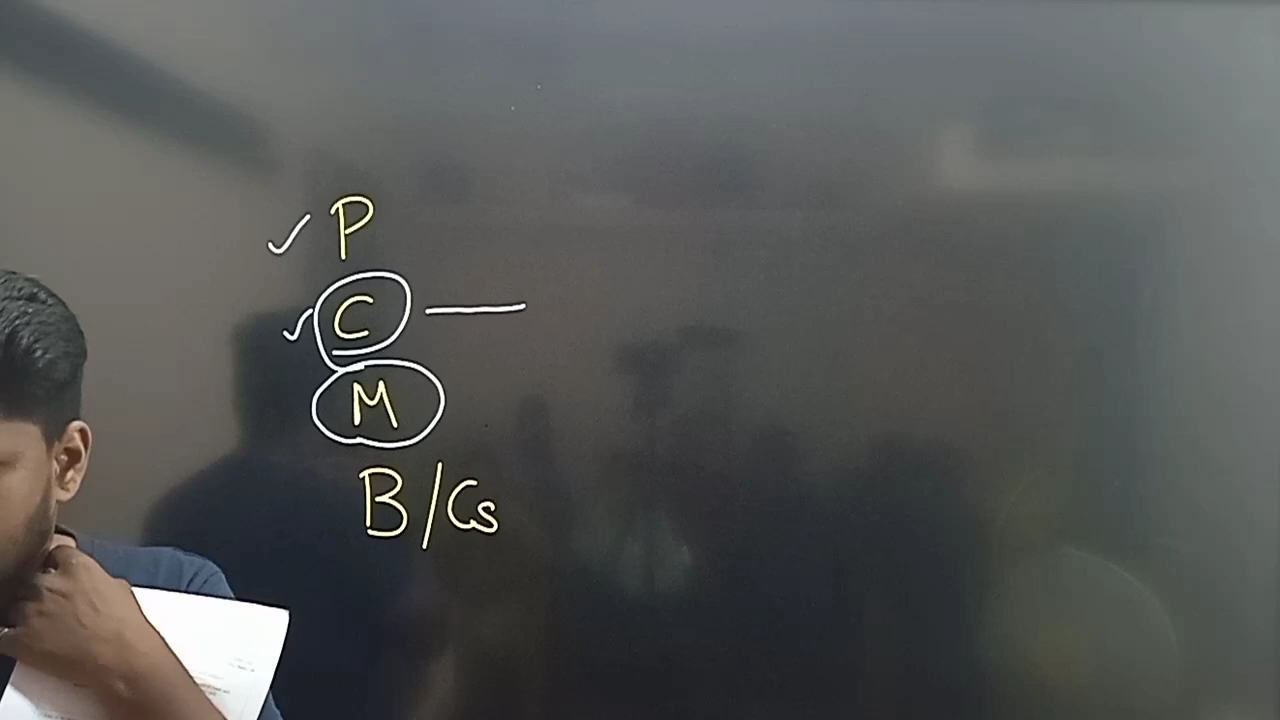 ✓ P
✓ C —
M
B/Cs